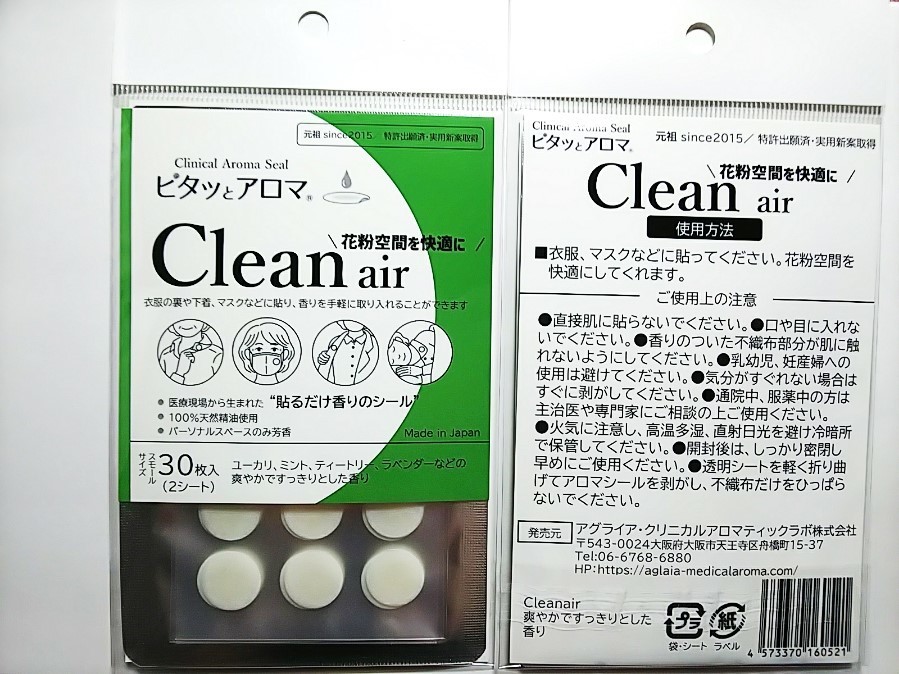 元祖 since2015／ 特許出願済・実用新案取得
Clinical Aroma Seal
ピタッとアロマ®
\ 花粉空間を快適に /
Clean air
衣服の裏や下着、マスクなどに貼り、香りを手軽に取り入れることができます
● 医療現場から生まれた “貼るだけ香りのシール”
● 100%天然精油使用
● パーソナルスペースのみ芳香
Made in Japan
スモールサイズ 30枚入
(2シート)
ユーカリ、ミント、ティートリー、ラベンダーなどの
爽やかですっきりとした香り
Clinical Aroma Seal
ピタッとアロマ®
元祖 since2015／ 特許出願済・実用新案取得
\ 花粉空間を快適に /
Clean air
使用方法
■衣服、マスクなどに貼ってください。花粉空間を
快適にしてくれます。
ご使用上の注意
●直接肌に貼らないでください。●口や目に入れな
いでください。●香りのついた不織布部分が肌に触
れないようにしてください。●乳幼児、妊産婦への
使用は避けてください。●気分がすぐれない場合は
すぐに剥がしてください。●通院中、服薬中の方は
主治医や専門家にご相談の上ご使用ください。
●火気に注意し、高温多湿、直射日光を避け冷暗所
で保管してください。●開封後は、しっかり密閉し
早めにご使用ください。●透明シートを軽く折り曲
げてアロマシールを剥がし、不織布だけをひっぱら
ないでください。
発売元 アグライア・クリニカルアロマティックラボ株式会社
〒543-0024大阪府大阪市天王寺区舟橋町15-37
Tel:06-6768-6880
HP:https://aglaia-medicalaroma.com/
Cleanair
爽やかですっきりとした
香り
プラ 紙
袋・シート ラベル
4 573370 160521